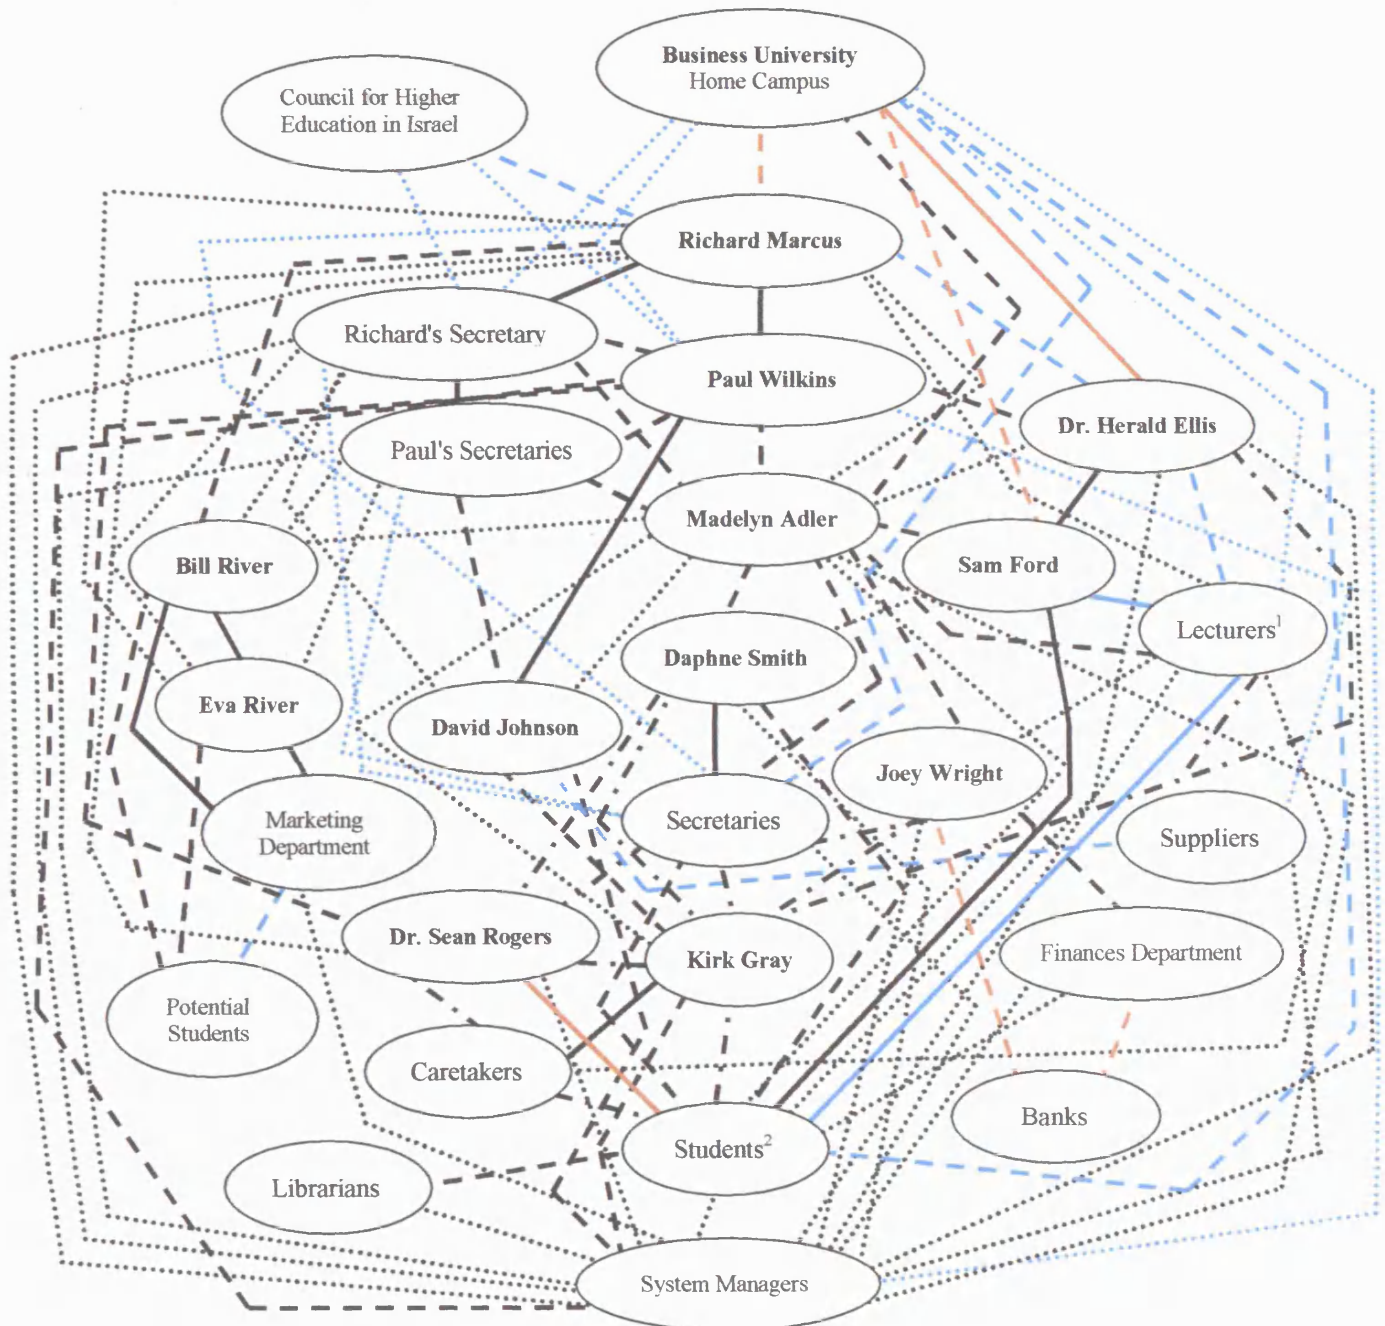 Business University
Home Campus
Council for Higher
Education in Israel
Richard Marcus
Richard's Secretary
Paul Wilkins
Dr. Herald Ellis
Paul's Secretaries
Madelyn Adler
Bill River
Sam Ford
Lecturers¹
Daphne Smith
Eva River
David Johnson
Joey Wright
Marketing
Department
Secretaries
Suppliers
Dr. Sean Rogers
Kirk Gray
Finances Department
Potential
Students
Caretakers
Banks
Students²
Librarians
System Managers